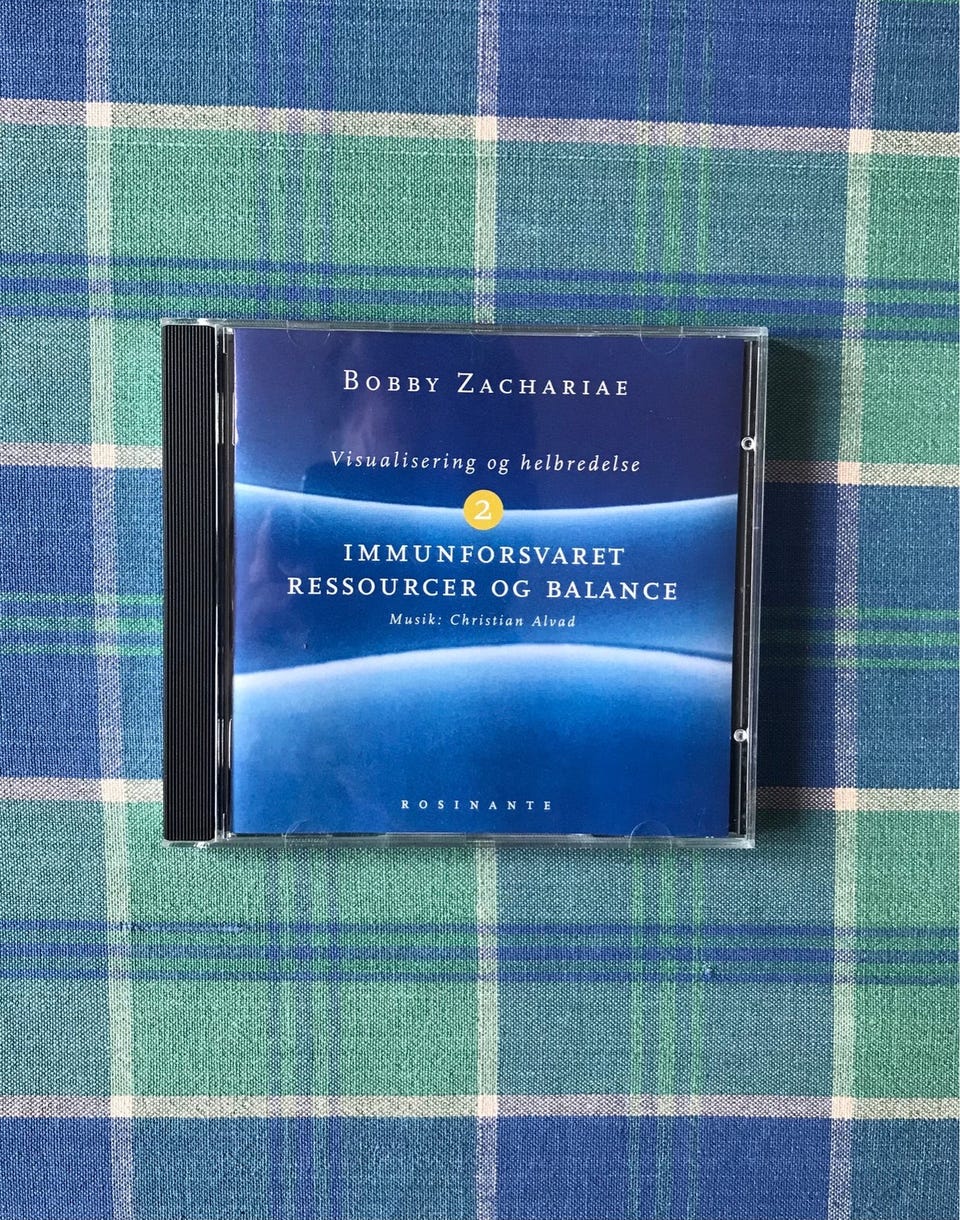 BOBBY ZACHARIAE
Visualisering og helbredelse
2
IMMUNFORSVARET
RESSOURCER OG BALANCE
Musik: Christian Alvad
ROSINANTE